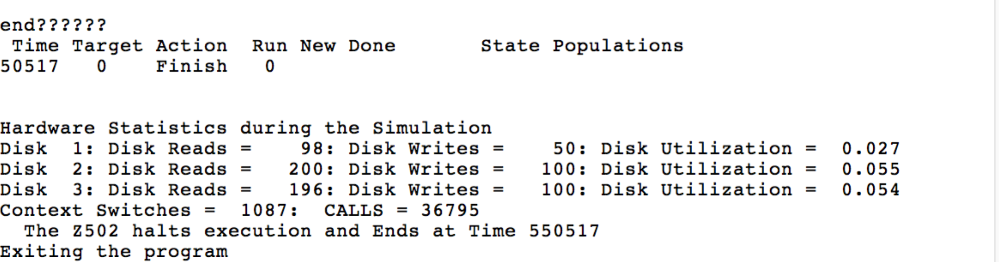 end??????
 Time Target Action  Run New Done       State Populations
50517   0    Finish   0
Hardware Statistics during the Simulation
Disk  1: Disk Reads =    98: Disk Writes =    50: Disk Utilization =  0.027
Disk  2: Disk Reads =   200: Disk Writes =   100: Disk Utilization =  0.055
Disk  3: Disk Reads =   196: Disk Writes =   100: Disk Utilization =  0.054
Context Switches =  1087:  CALLS = 36795
  The Z502 halts execution and Ends at Time 550517
Exiting the program